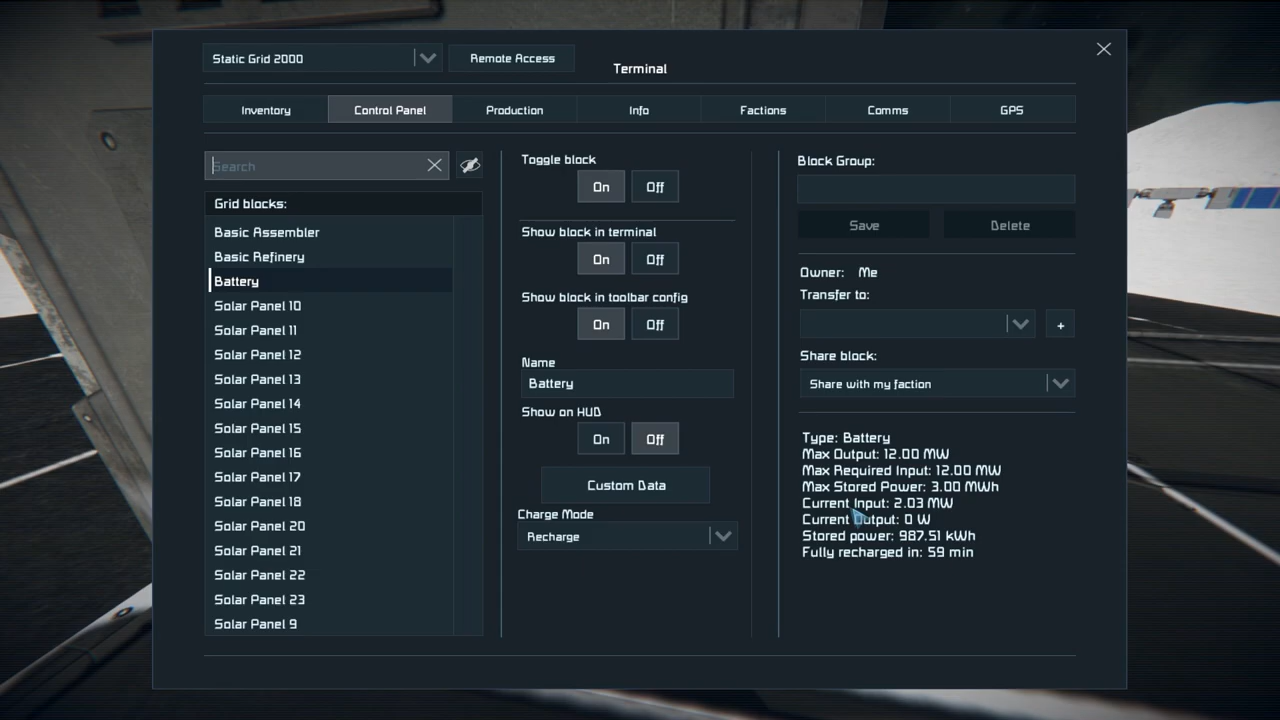 Static Grid 2000
Remote Access
Terminal
Inventory
Control Panel
Production
Info
Factions
Comms
GPS
Search
Grid blocks:
Basic Assembler
Basic Refinery
Battery
Solar Panel 10
Solar Panel 11
Solar Panel 12
Solar Panel 13
Solar Panel 14
Solar Panel 15
Solar Panel 16
Solar Panel 17
Solar Panel 18
Solar Panel 20
Solar Panel 21
Solar Panel 22
Solar Panel 23
Solar Panel 9
Toggle block
On Off
Show block in terminal
On Off
Show block in toolbar config
On Off
Name
Battery
Show on HUD
On Off
Custom Data
Charge Mode
Recharge
Block Group:
Save Delete
Owner: Me
Transfer to:
+
Share block:
Share with my faction
Type: Battery
Max Output: 12.00 MW
Max Required Input: 12.00 MW
Max Stored Power: 3.00 MWh
Current Input: 2.03 MW
Current Output: 0 W
Stored power: 987.51 kWh
Fully recharged in: 59 min